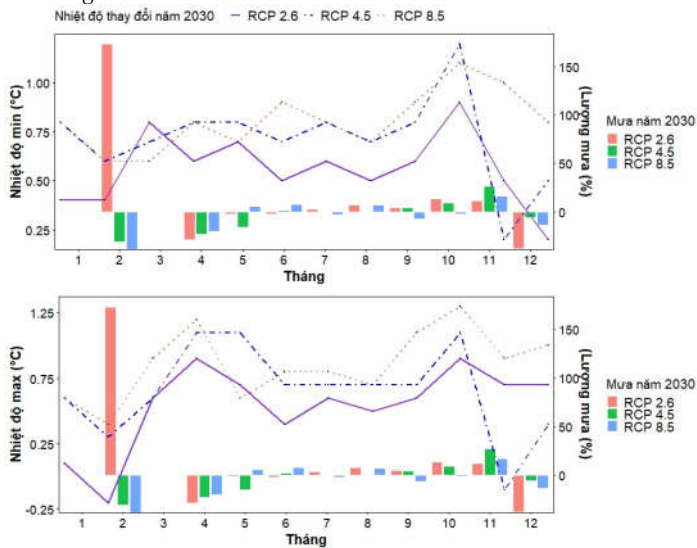 Nhiệt độ thay đổi năm 2030 RCP 2.6 RCP 4.5 RCP 8.5
Nhiệt độ min (°C)
1.00
0.75
0.50
0.25
150
100
50
0
(Lượng mưa (%)
Mưa năm 2030
RCP 2.6
RCP 4.5
RCP 8.5
1 2 3 4 5 6 7 8 9 10 11 12
Tháng
Nhiệt độ max (°C)
1.25
0.75
0.25
-0.25
150
100
50
0
(Lượng mưa (%)
Mưa năm 2030
RCP 2.6
RCP 4.5
RCP 8.5
1 2 3 4 5 6 7 8 9 10 11 12
Tháng